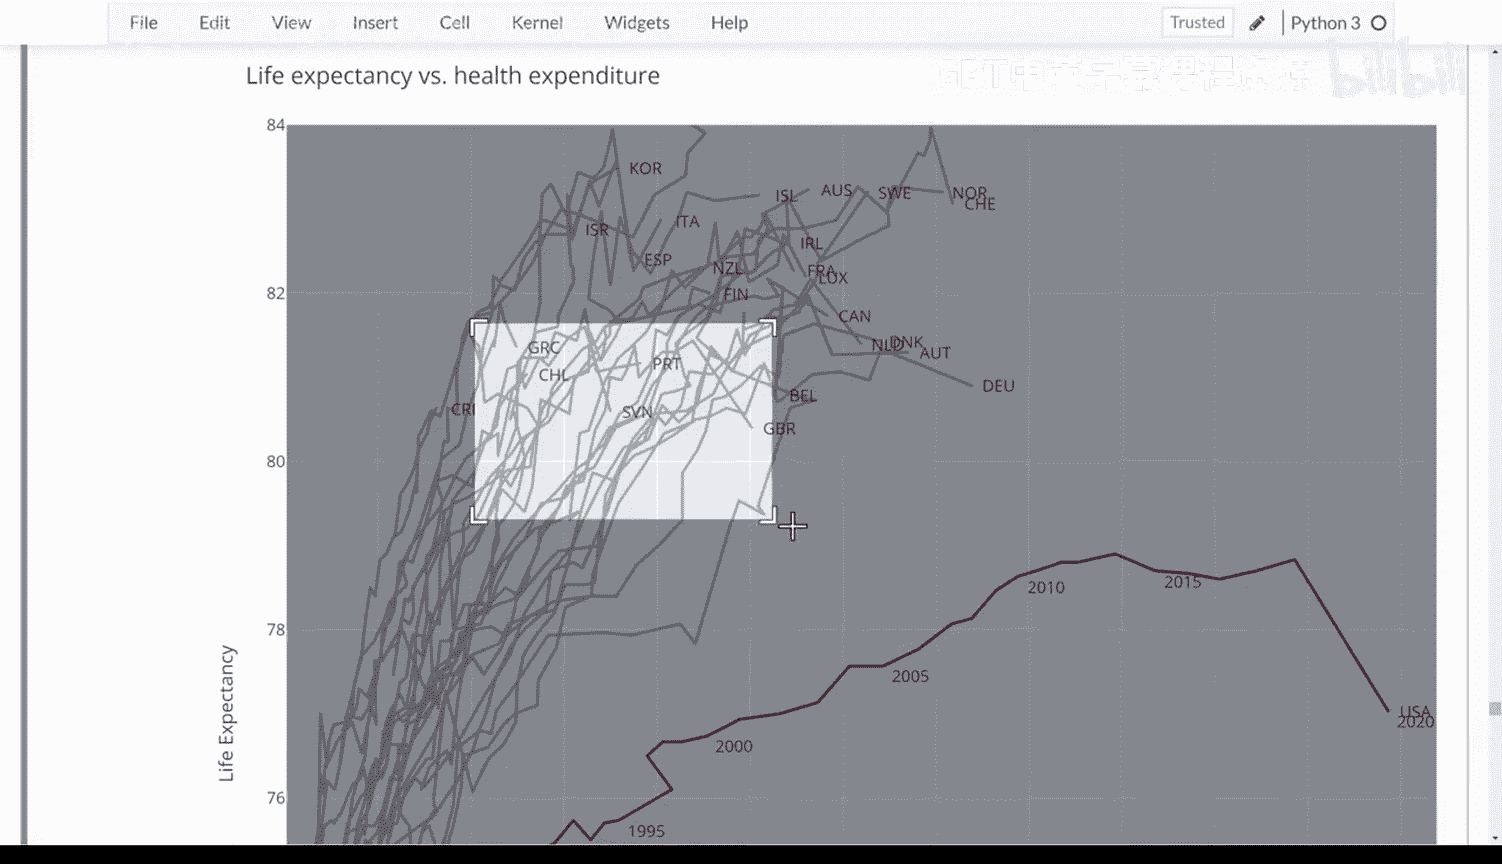 File Edit View Insert Cell Kernel Widgets Help Trusted Python 3
bilibili
Life expectancy vs. health expenditure
84
KOR
ISL AUS SWE NOR
CHE
ITA
ISR
IRL
ESP
NZL FRA
LUX
82
FIN
CAN
DNK
NLD
GRC AUT
PRT
CHL
DEU
BEL
CRI
SVN
GBR
80
78
2010 2015
Life Expectancy
2005
USA
2020
2000
76
1995